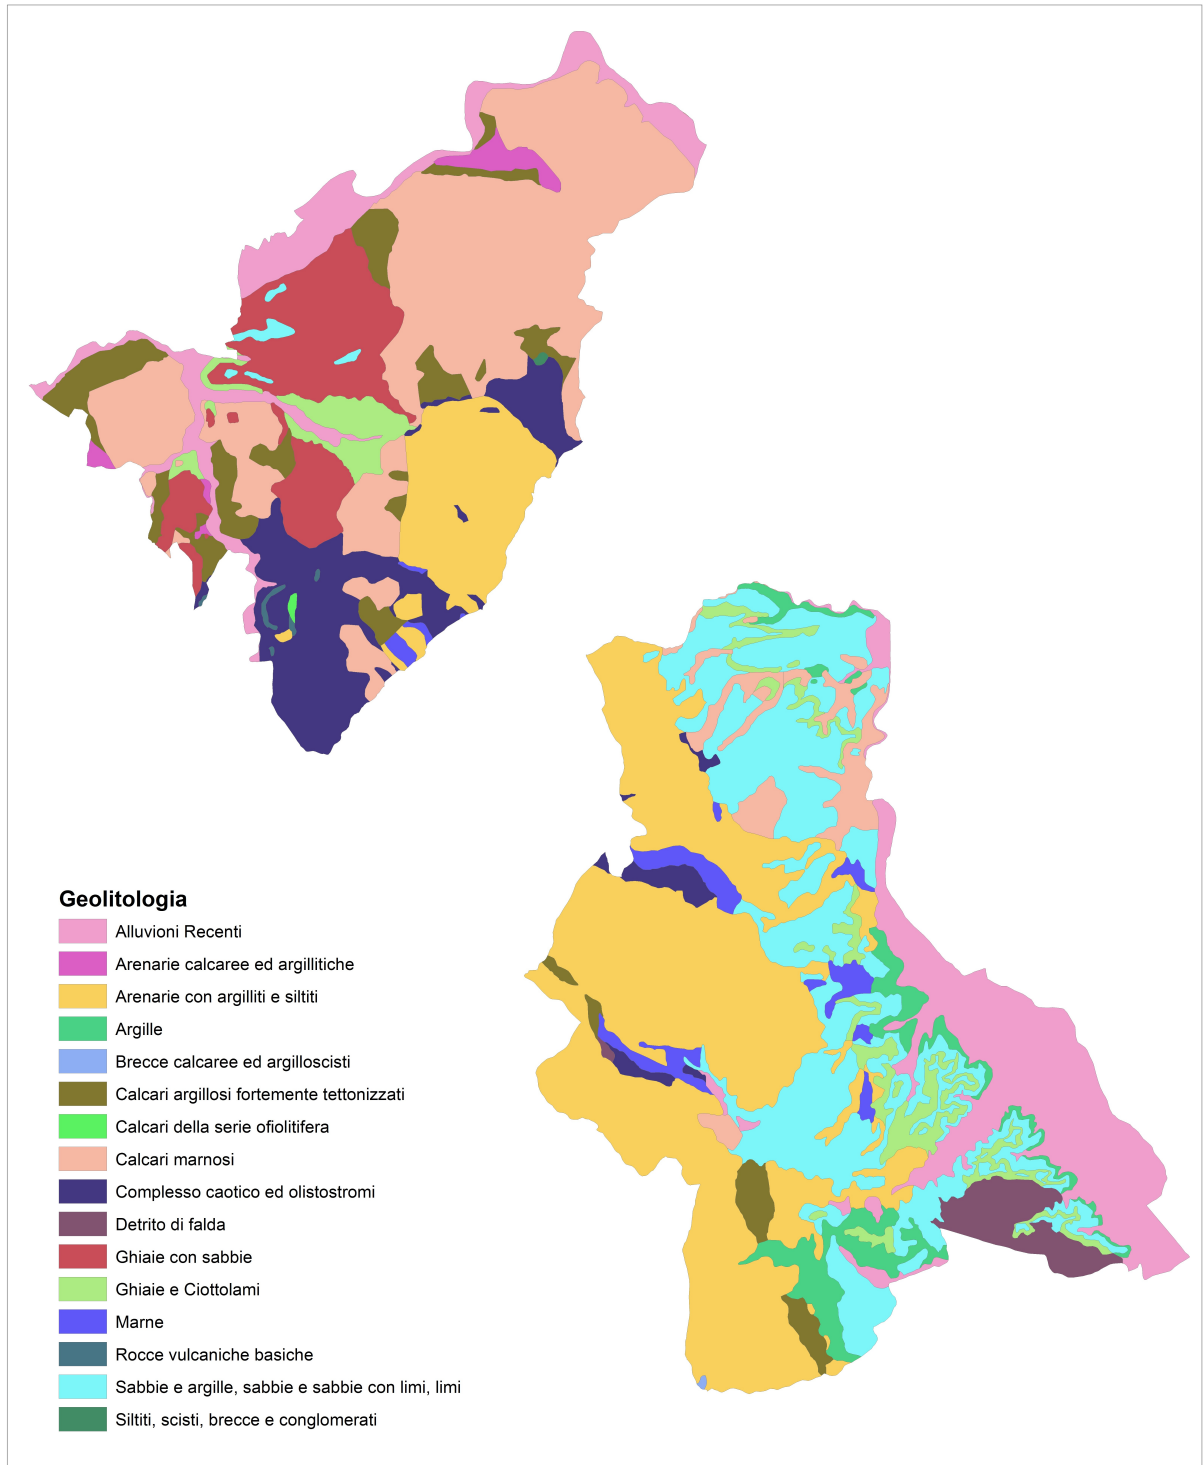 Geolitologia
Alluvioni Recenti
Arenarie calcaree ed argillitiche
Arenarie con argilliti e siltiti
Argille
Brecce calcaree ed argilloscisti
Calcari argillosi fortemente tettonizzati
Calcari della serie ofiolitifera
Calcari marnosi
Complesso caotico ed olistostromi
Detrito di falda
Ghiaie con sabbie
Ghiaie e Ciottolami
Marne
Rocce vulcaniche basiche
Sabbie e argille, sabbie e sabbie con limi, limi
Siltiti, scisti, brecce e conglomerati